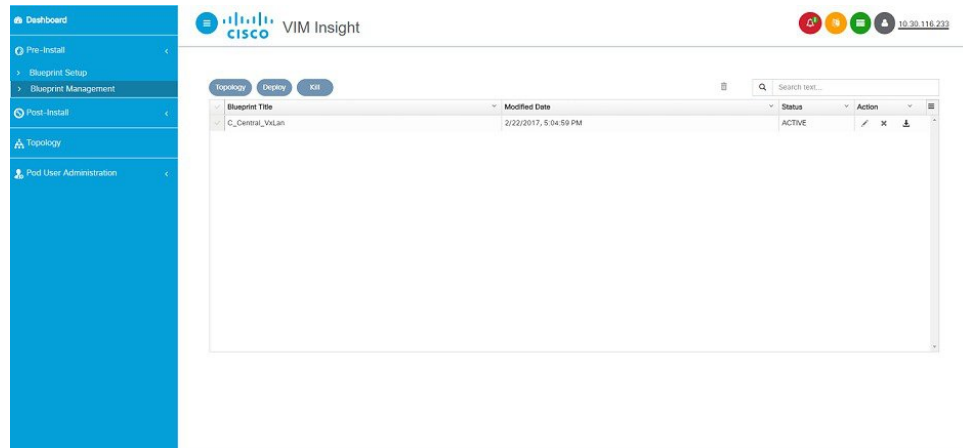 Dashboard
Pre-Install
Blueprint Setup
Blueprint Management
Post-Install
Topology
Pod User Administration
CISCO VIM Insight
10.30.116.233
Topology Deploy Kill
Search text...
Blueprint Title Modified Date Status Action
C_Central_VxLan 2/22/2017, 5:04:59 PM ACTIVE